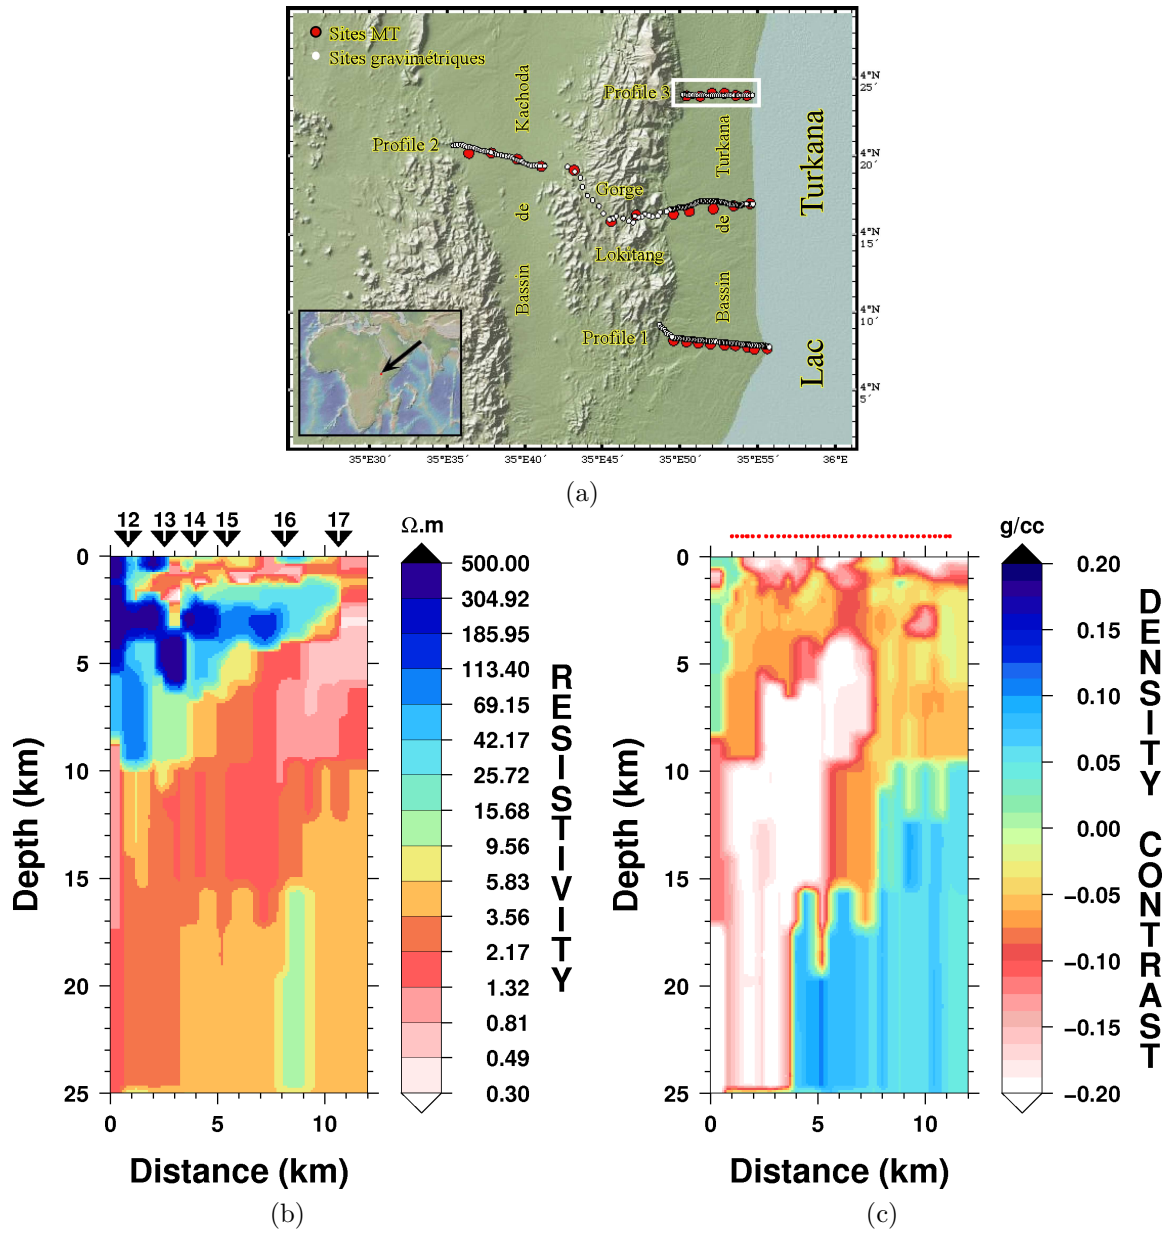 Sites MT
Sites gravimétriques
Profile 3
Profile 2
Profile 1
Kachoda
de
Bassin
Gorge
Lokitang
Turkana
de
Bassin
Turkana
Lac
4°N
25´
4°N
20´
4°N
15´
4°N
10´
4°N
5´
35°E30´ 35°E35´ 35°E40´ 35°E45´ 35°E50´ 35°E55´ 36°E
(a)
12 13 14 15 16 17
Ω.m
500.00
304.92
185.95
113.40
69.15
42.17
25.72
15.68
9.56
5.83
3.56
2.17
1.32
0.81
0.49
0.30
RESISTIVITY
Depth (km)
0
5
10
15
20
25
0 5 10
Distance (km)
(b)
g/cc
0.20
0.15
0.10
0.05
0.00
−0.05
−0.10
−0.15
−0.20
DENSITY CONTRAST
Depth (km)
0
5
10
15
20
25
0 5 10
Distance (km)
(c)